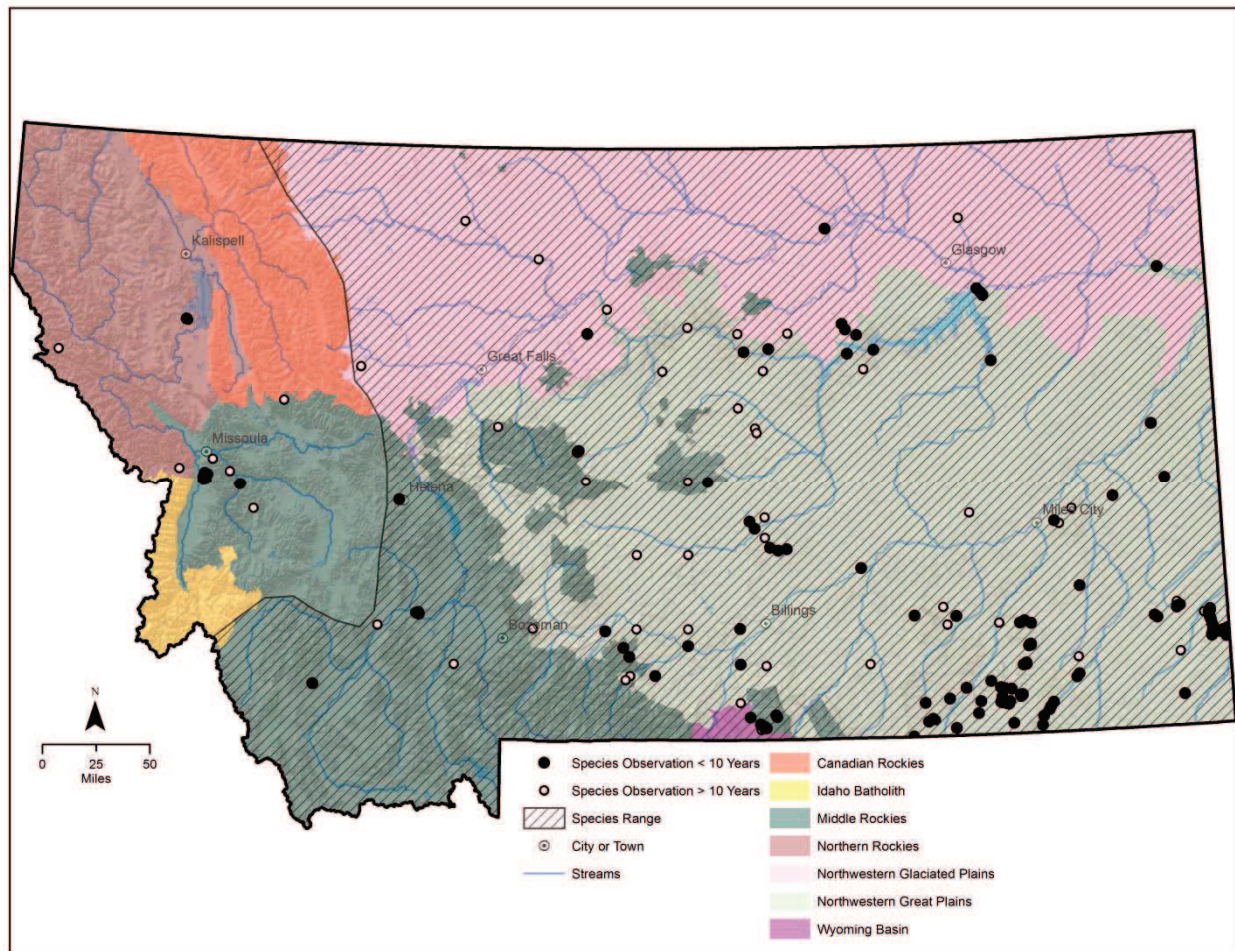 Kalispell
Glasgow
Great Falls
Missoula
Helena
Miles City
Billings
Bozeman
N
0 25 50
Miles
Species Observation < 10 Years
Species Observation > 10 Years
Species Range
City or Town
Streams
Canadian Rockies
Idaho Batholith
Middle Rockies
Northern Rockies
Northwestern Glaciated Plains
Northwestern Great Plains
Wyoming Basin